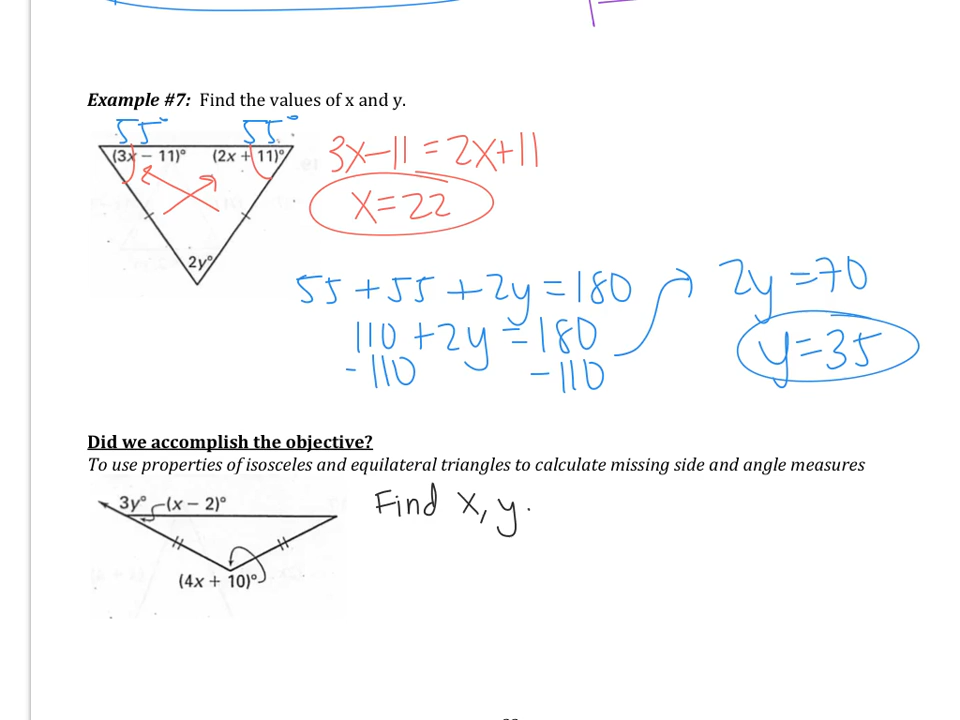 Example #7: Find the values of x and y.
55° 55°
(3x − 11)° (2x + 11)°
2y°
3x−11 = 2x+11
x=22
55 + 55 + 2y = 180
110 + 2y = 180
-110 -110
2y = 70
y=35
Did we accomplish the objective?
To use properties of isosceles and equilateral triangles to calculate missing side and angle measures
3y° (x − 2)°
(4x + 10)°
Find x, y.